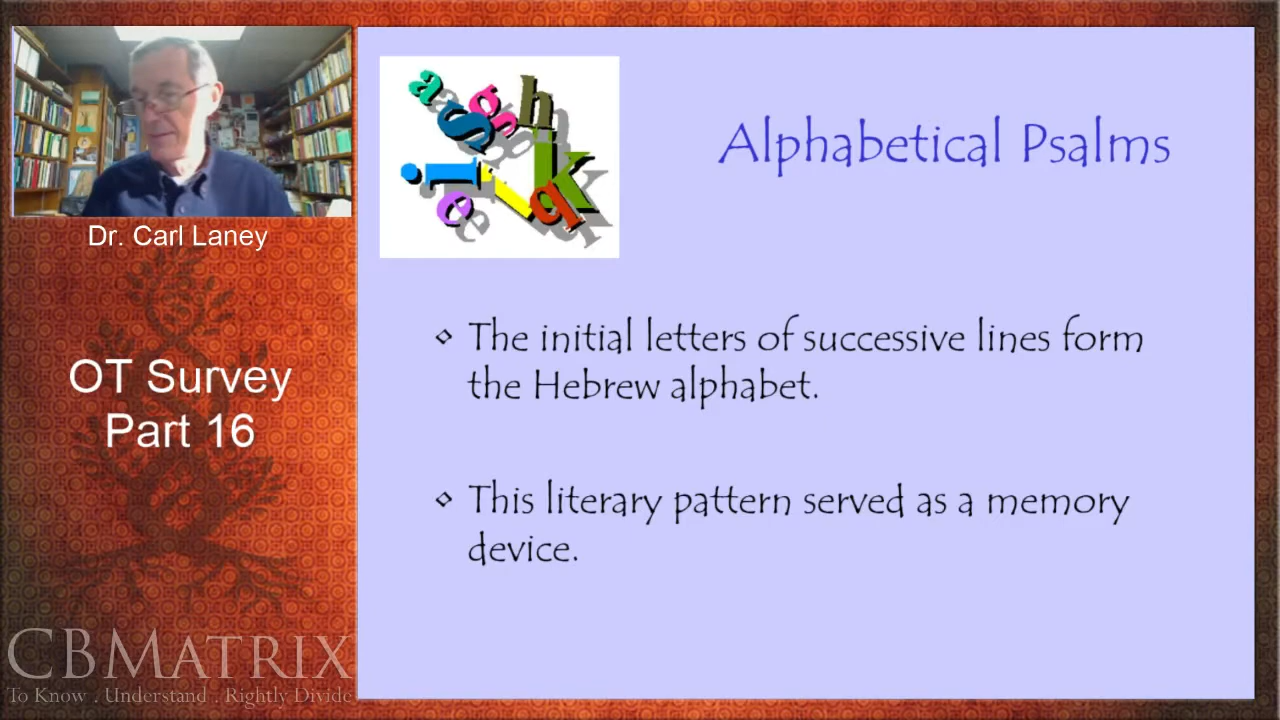 Dr. Carl Laney
OT Survey
Part 16
CBMATRIX
To Know . Understand . Rightly Divide
a
s
g
h
i
k
e
l
q
Alphabetical Psalms
The initial letters of successive lines form
the Hebrew alphabet.
This literary pattern served as a memory
device.